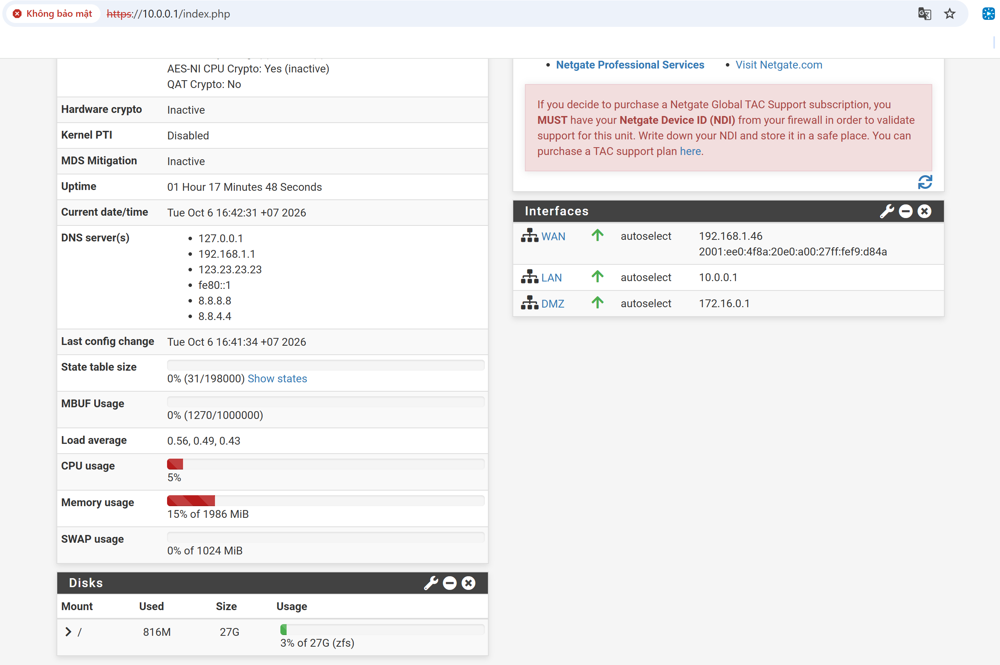 Không bảo mật https://10.0.0.1/index.php
AES-NI CPU Crypto: Yes (inactive)
QAT Crypto: No
Hardware crypto Inactive
Kernel PTI Disabled
MDS Mitigation Inactive
Uptime 01 Hour 17 Minutes 48 Seconds
Current date/time Tue Oct 6 16:42:31 +07 2026
DNS server(s)
127.0.0.1
192.168.1.1
123.23.23.23
fe80::1
8.8.8.8
8.8.4.4
Last config change Tue Oct 6 16:41:34 +07 2026
State table size
0% (31/198000) Show states
MBUF Usage
0% (1270/1000000)
Load average 0.56, 0.49, 0.43
CPU usage
5%
Memory usage
15% of 1986 MiB
SWAP usage
0% of 1024 MiB
Disks
Mount Used Size Usage
/ 816M 27G
3% of 27G (zfs)
Netgate Professional Services Visit Netgate.com
If you decide to purchase a Netgate Global TAC Support subscription, you
MUST have your Netgate Device ID (NDI) from your firewall in order to validate
support for this unit. Write down your NDI and store it in a safe place. You can
purchase a TAC support plan here.
Interfaces
WAN autoselect 192.168.1.46
2001:ee0:4f8a:20e0:a00:27ff:fef9:d84a
LAN autoselect 10.0.0.1
DMZ autoselect 172.16.0.1